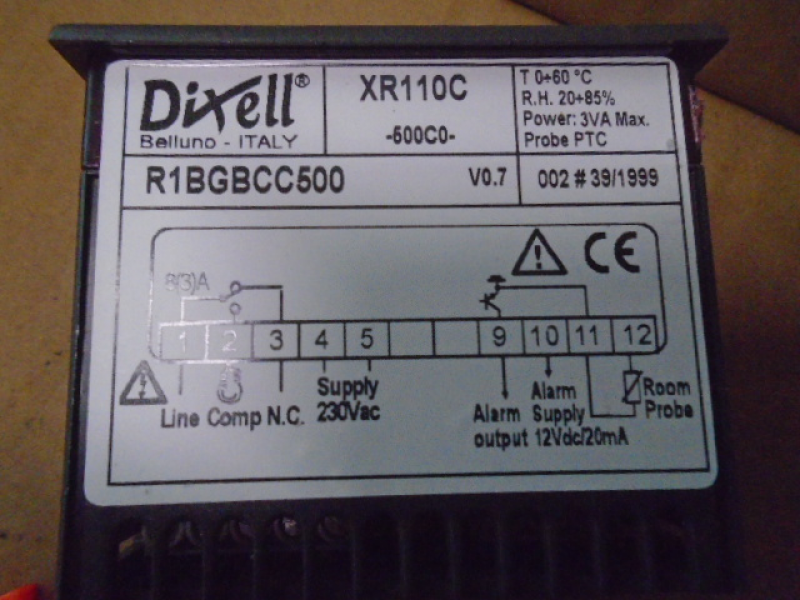 Dixell®
Belluno - ITALY
XR110C
-500C0-
T 0÷60 °C
R.H. 20÷85%
Power: 3VA Max.
Probe PTC
R1BGBCC500
V0.7
002 # 39/1999
8(3)A
CE
1 2 3 4 5 9 10 11 12
Line Comp N.C.
Supply
230Vac
Alarm
output
Alarm
Supply
12Vdc/20mA
Room
Probe